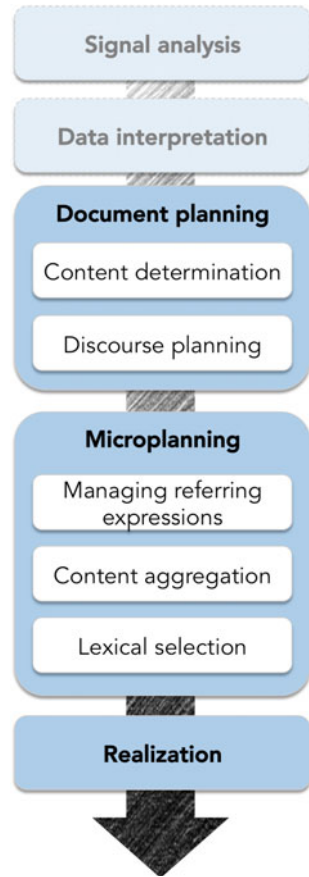 Signal analysis
Data interpretation
Document planning
Content determination
Discourse planning
Microplanning
Managing referring
expressions
Content aggregation
Lexical selection
Realization